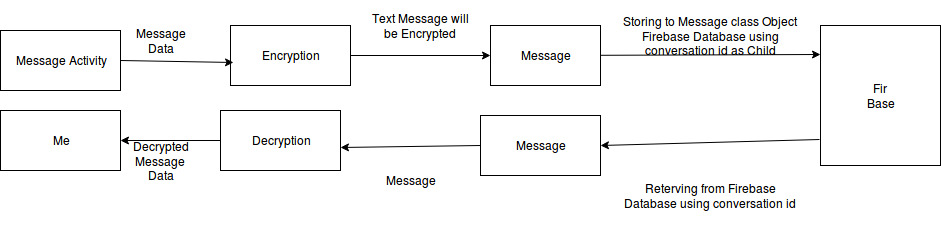 Message Activity
Message
Data
Encryption
Text Message will
be Encrypted
Message
Storing to Message class Object
Firebase Database using
conversation id as Child
Fir
Base
Me
Decrypted
Message
Data
Decryption
Message
Message
Reterving from Firebase
Database using conversation id